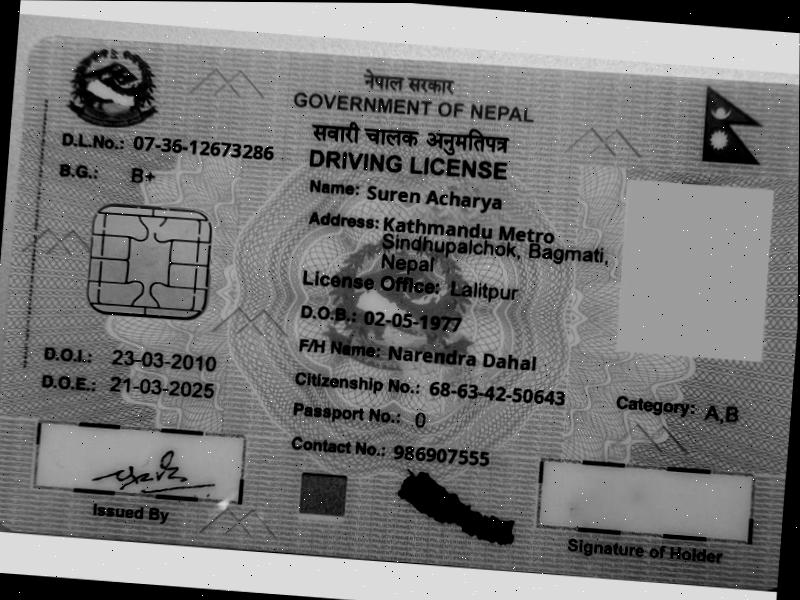 नेपाल सरकार
GOVERNMENT OF NEPAL
सवारी चालक अनुमतिपत्र
DRIVING LICENSE
D.L.No.: 07-36-12673286
B.G.: B+
Name: Suren Acharya
Address: Kathmandu Metro
Sindhupalchok, Bagmati,
Nepal
License Office: Lalitpur
D.O.B.: 02-05-1977
F/H Name: Narendra Dahal
D.O.I.: 23-03-2010
D.O.E.: 21-03-2025
Citizenship No.: 68-63-42-50643
Category: A,B
Passport No.: 0
Contact No.: 986907555
Issued By
Signature of Holder